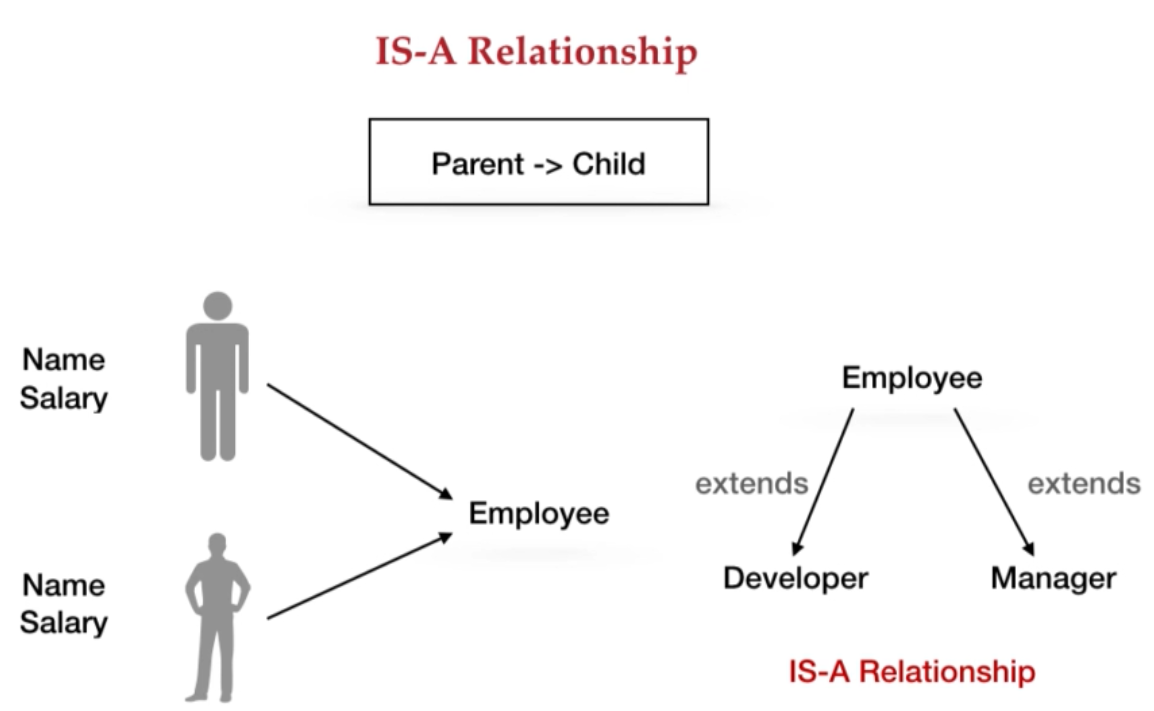 IS-A Relationship
Parent -> Child
Name
Salary
Name
Salary
Employee
Employee
extends
extends
Developer
Manager
IS-A Relationship